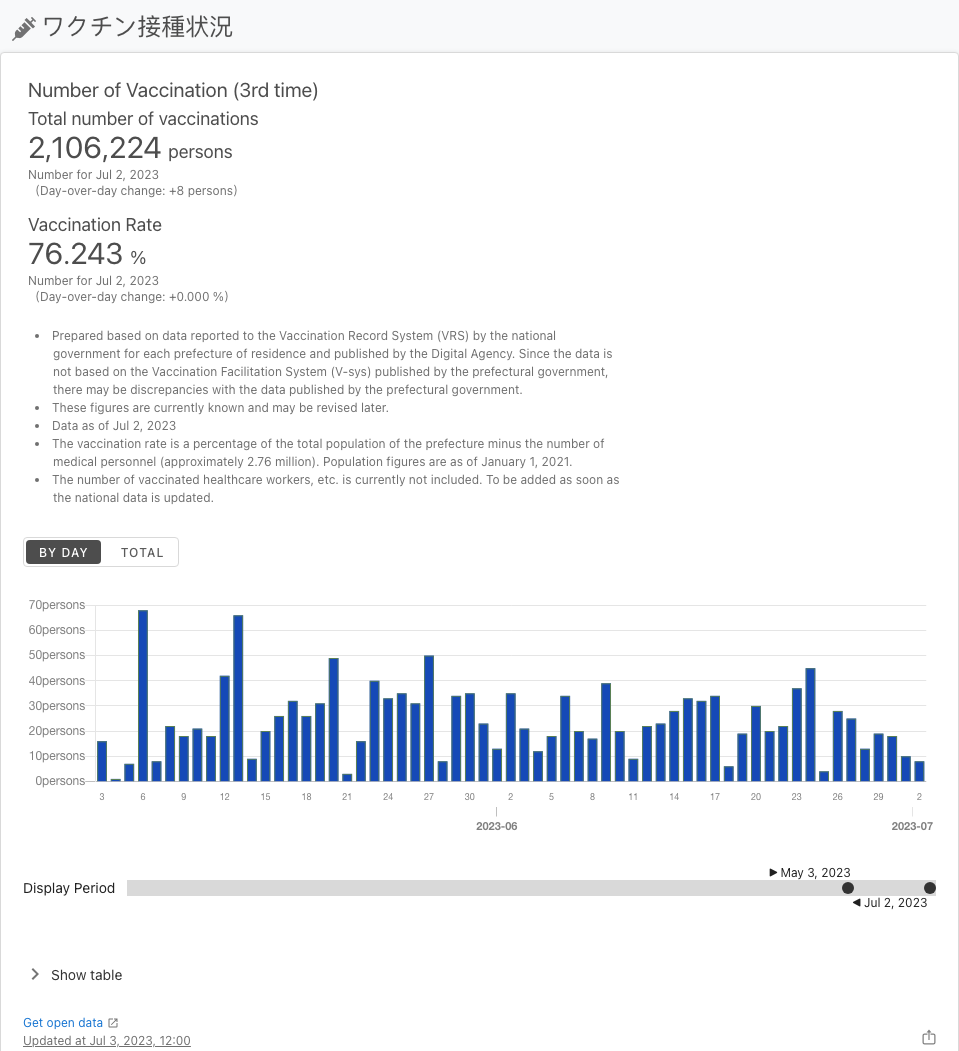 ワクチン接種状況
Number of Vaccination (3rd time)
Total number of vaccinations
2,106,224 persons
Number for Jul 2, 2023
(Day-over-day change: +8 persons)
Vaccination Rate
76.243 %
Number for Jul 2, 2023
(Day-over-day change: +0.000 %)
• Prepared based on data reported to the Vaccination Record System (VRS) by the national
government for each prefecture of residence and published by the Digital Agency. Since the data is
not based on the Vaccination Facilitation System (V-sys) published by the prefectural government,
there may be discrepancies with the data published by the prefectural government.
• These figures are currently known and may be revised later.
• Data as of Jul 2, 2023
• The vaccination rate is a percentage of the total population of the prefecture minus the number of
medical personnel (approximately 2.76 million). Population figures are as of January 1, 2021.
• The number of vaccinated healthcare workers, etc. is currently not included. To be added as soon as
the national data is updated.
BY DAY TOTAL
70persons
60persons
50persons
40persons
30persons
20persons
10persons
0persons
3 6 9 12 15 18 21 24 27 30 2 5 8 11 14 17 20 23 26 29 2
2023-06 2023-07
▶ May 3, 2023
Display Period
◀ Jul 2, 2023
Show table
Get open data
Updated at Jul 3, 2023, 12:00